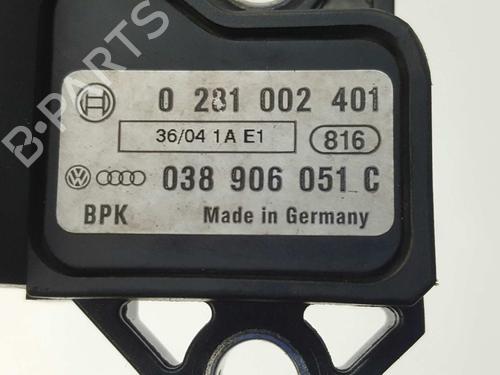 0 281 002 401
36/04 1A E1
816
038 906 051 C
BPK Made in Germany
B-PARTS